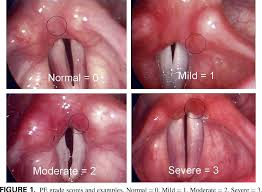 Normal = 0
Mild = 1
Moderate = 2
Severe = 3
FIGURE 1. PE grade scores and examples. Normal = 0, Mild = 1, Moderate = 2, Severe = 3.